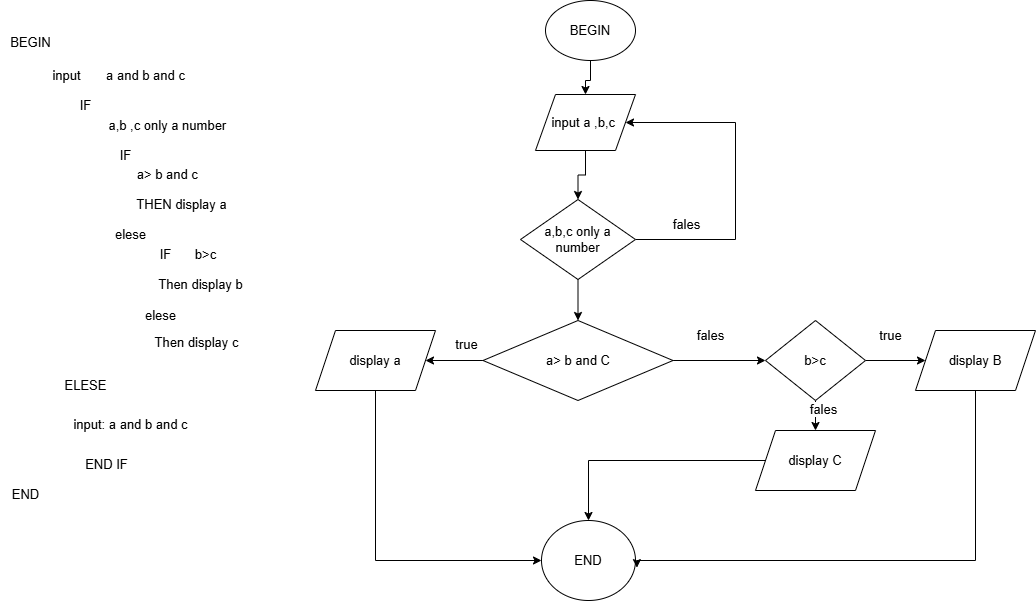 BEGIN
input a and b and c
IF
a,b ,c only a number
IF
a> b and c
THEN display a
elese
IF b>c
Then display b
elese
Then display c
ELESE
input: a and b and c
END IF
END
BEGIN
input a ,b,c
a,b,c only a
number
fales
a> b and C
true
display a
fales
b>c
true
display B
fales
display C
END